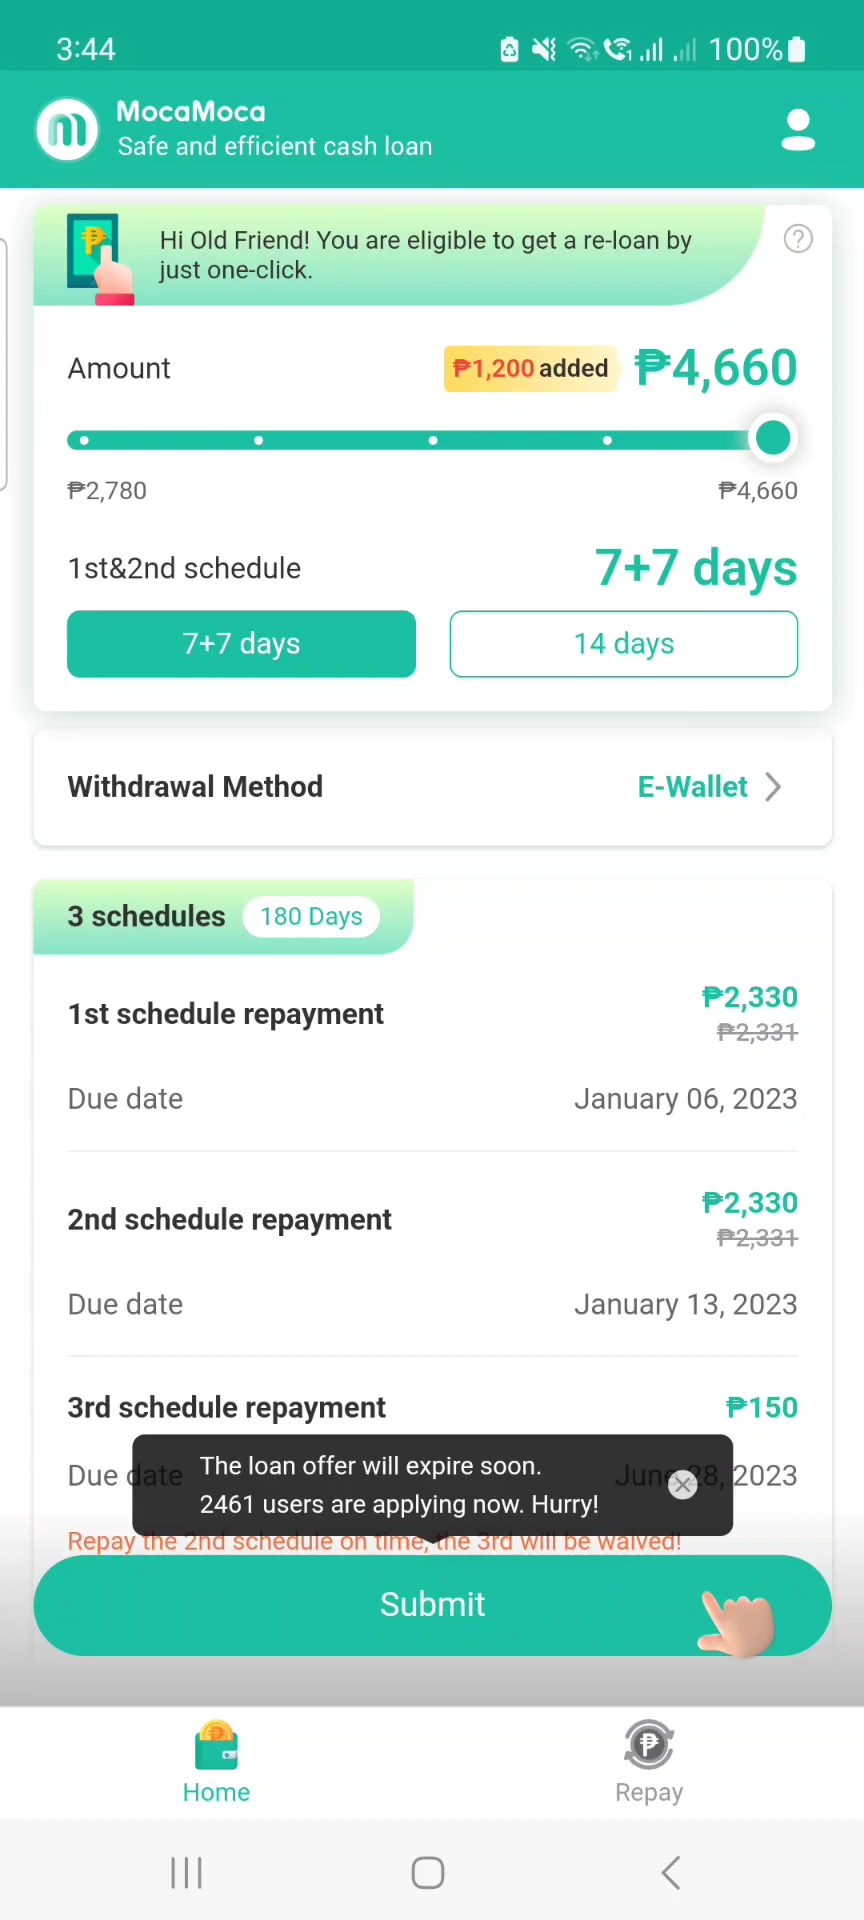 3:44
100%
MocaMoca
Safe and efficient cash loan
Hi Old Friend! You are eligible to get a re-loan by
just one-click.
Amount
₱1,200 added
₱4,660
₱2,780
₱4,660
1st&2nd schedule
7+7 days
7+7 days
14 days
Withdrawal Method
E-Wallet
3 schedules
180 Days
1st schedule repayment
₱2,330
₱2,331
Due date
January 06, 2023
2nd schedule repayment
₱2,330
₱2,331
Due date
January 13, 2023
3rd schedule repayment
₱150
Due date
June 28, 2023
The loan offer will expire soon.
2461 users are applying now. Hurry!
Repay the 2nd schedule on time, the 3rd will be waived!
Submit
Home
Repay